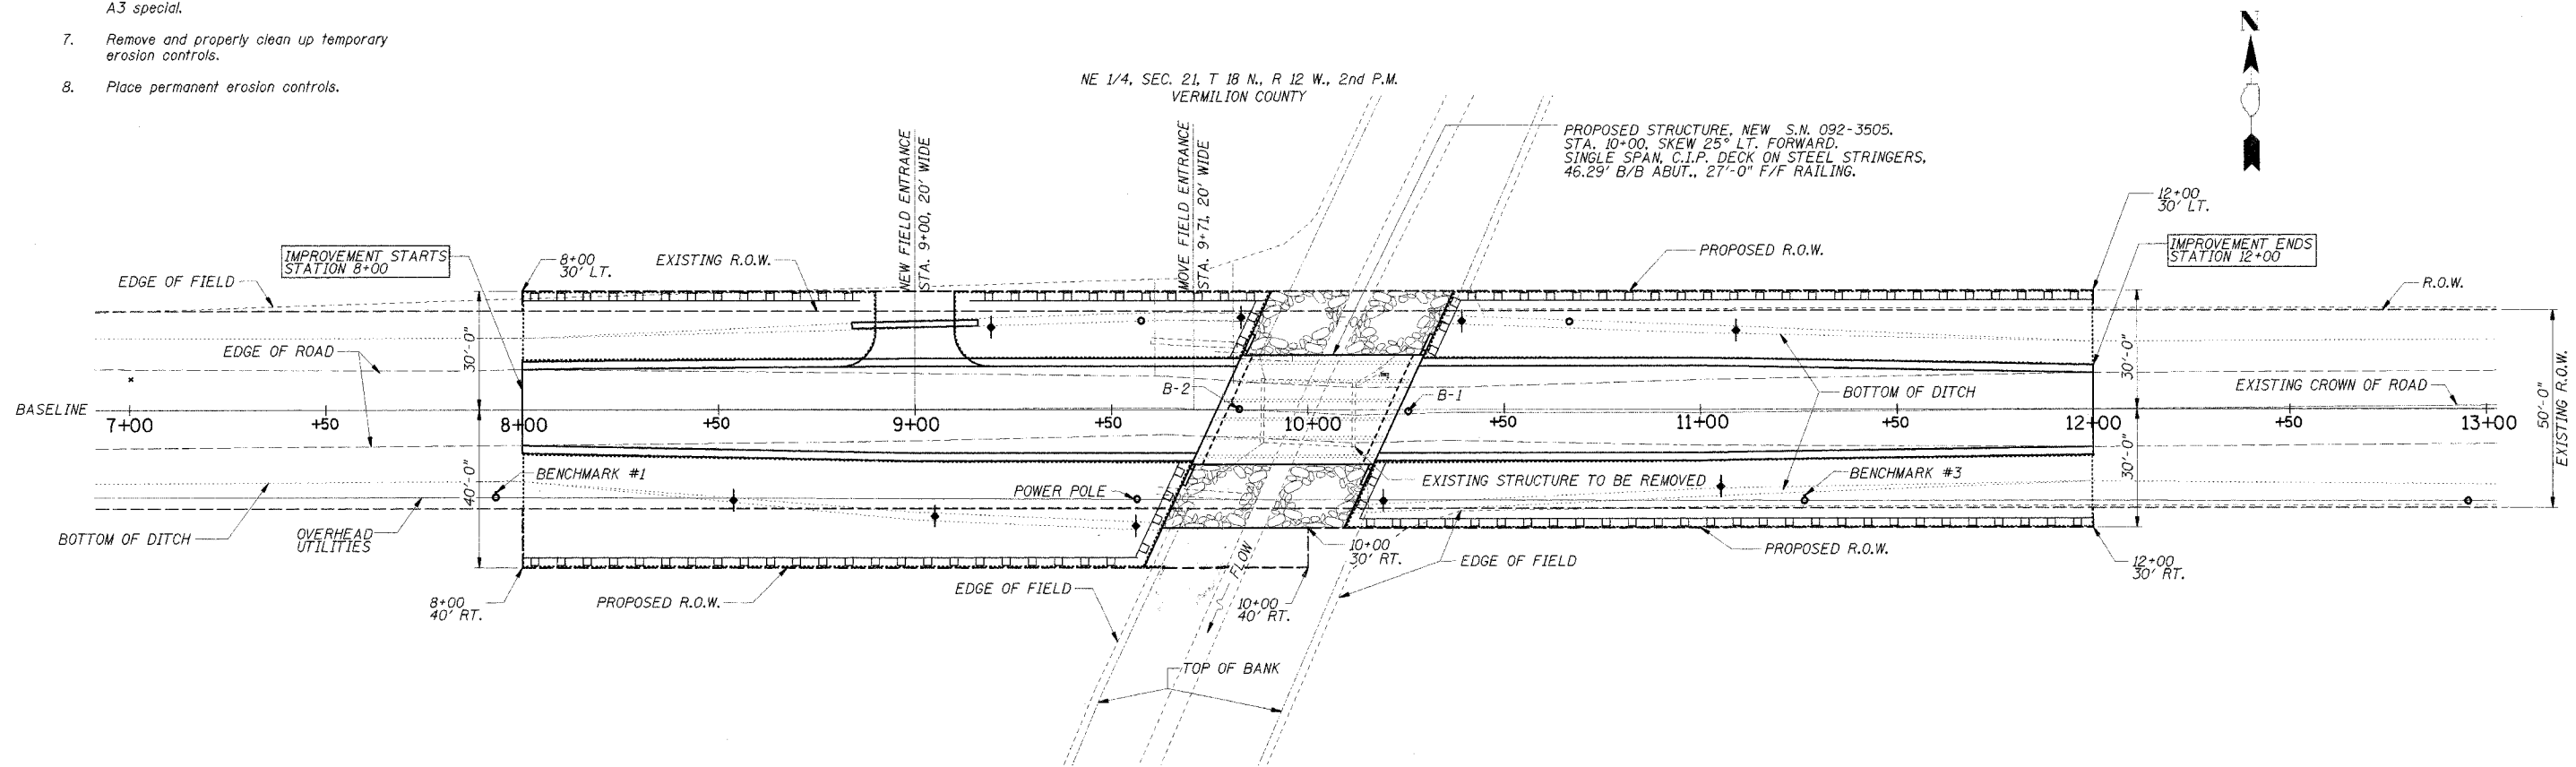 A3 special.
7. Remove and properly clean up temporary
erosion controls.
8. Place permanent erosion controls.
NE 1/4, SEC. 21, T 18 N., R 12 W., 2nd P.M.
VERMILION COUNTY
N
NEW FIELD ENTRANCE
STA. 9+00, 20' WIDE
MOVE FIELD ENTRANCE
STA. 9+71, 20' WIDE
PROPOSED STRUCTURE, NEW S.N. 092-3505.
STA. 10+00, SKEW 25° LT. FORWARD.
SINGLE SPAN, C.I.P. DECK ON STEEL STRINGERS,
46.29' B/B ABUT., 27'-0" F/F RAILING.
12+00
30' LT.
IMPROVEMENT STARTS
STATION 8+00
8+00
30' LT.
EXISTING R.O.W.
PROPOSED R.O.W.
IMPROVEMENT ENDS
STATION 12+00
EDGE OF FIELD
R.O.W.
EDGE OF ROAD
30'-0"
30'-0"
B-2
B-1
BOTTOM OF DITCH
EXISTING CROWN OF ROAD
BASELINE
7+00
+50
8+00
+50
9+00
+50
10+00
+50
11+00
+50
12+00
+50
13+00
50'-0"
EXISTING R.O.W.
40'-0"
30'-0"
BENCHMARK #1
POWER POLE
EXISTING STRUCTURE TO BE REMOVED
BENCHMARK #3
BOTTOM OF DITCH
OVERHEAD
UTILITIES
FLOW
10+00
30' RT.
EDGE OF FIELD
PROPOSED R.O.W.
12+00
30' RT.
8+00
40' RT.
PROPOSED R.O.W.
EDGE OF FIELD
10+00
40' RT.
TOP OF BANK